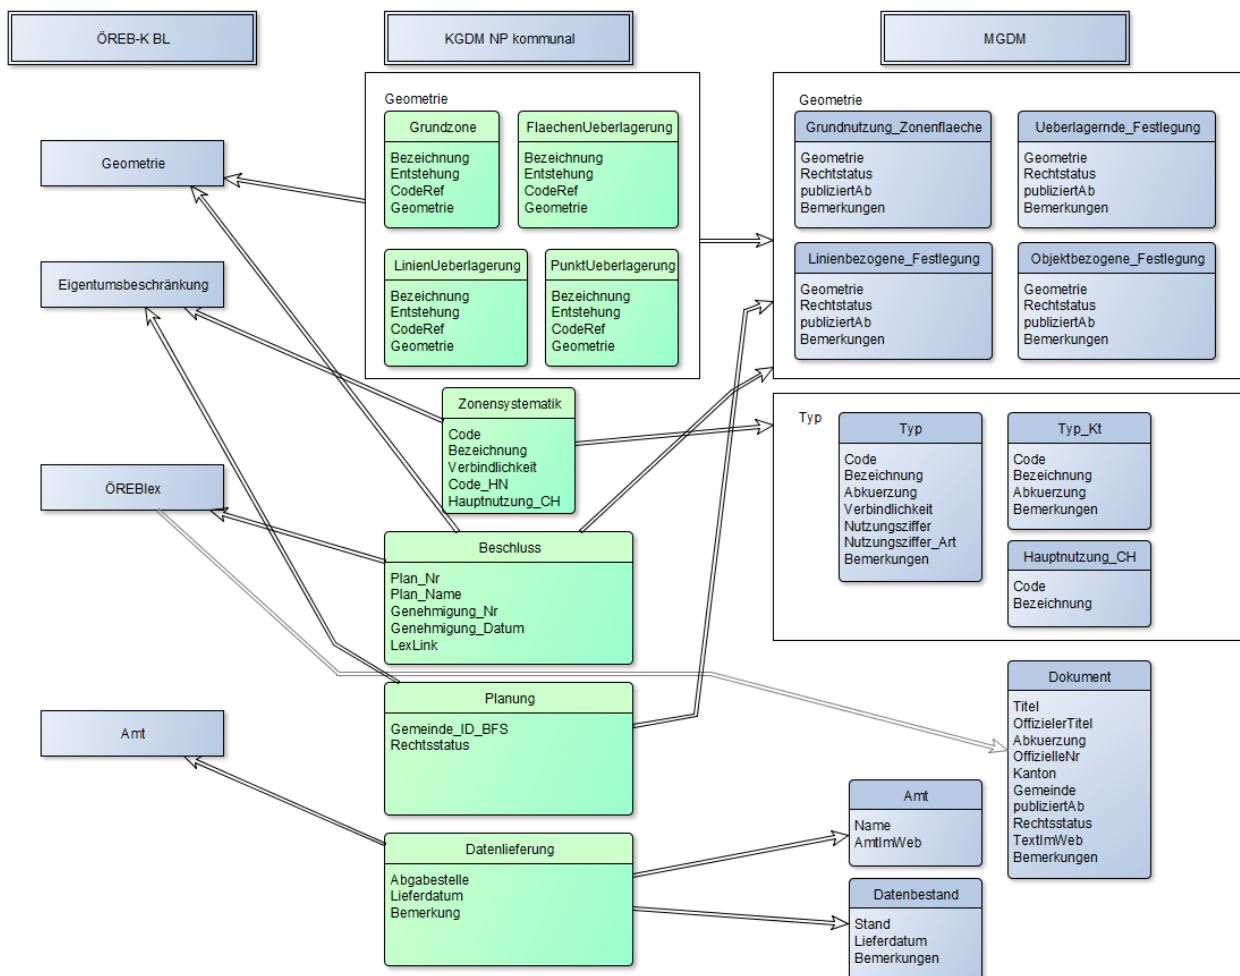 ÖREB-K BL
KGDM NP kommunal
MGDM
Geometrie
Eigentumsbeschränkung
ÖREBlex
Amt
Geometrie
Grundzone
Bezeichnung
Entstehung
CodeRef
Geometrie
FlaechenUeberlagerung
Bezeichnung
Entstehung
CodeRef
Geometrie
LinienUeberlagerung
Bezeichnung
Entstehung
CodeRef
Geometrie
PunktUeberlagerung
Bezeichnung
Entstehung
CodeRef
Geometrie
Zonensystematik
Code
Bezeichnung
Verbindlichkeit
Code_HN
Hauptnutzung_CH
Beschluss
Plan_Nr
Plan_Name
Genehmigung_Nr
Genehmigung_Datum
LexLink
Planung
Gemeinde_ID_BFS
Rechtsstatus
Datenlieferung
Abgabestelle
Lieferdatum
Bemerkung
Geometrie
Grundnutzung_Zonenflaeche
Geometrie
Rechtstatus
publiziertAb
Bemerkungen
Ueberlagernde_Festlegung
Geometrie
Rechtstatus
publiziertAb
Bemerkungen
Linienbezogene_Festlegung
Geometrie
Rechtstatus
publiziertAb
Bemerkungen
Objektbezogene_Festlegung
Geometrie
Rechtstatus
publiziertAb
Bemerkungen
Typ
Typ
Code
Bezeichnung
Abkuerzung
Verbindlichkeit
Nutzungsziffer
Nutzungsziffer_Art
Bemerkungen
Typ_Kt
Code
Bezeichnung
Abkuerzung
Bemerkungen
Hauptnutzung_CH
Code
Bezeichnung
Dokument
Titel
OffizielerTitel
Abkuerzung
OffizielleNr
Kanton
Gemeinde
publiziertAb
Rechtsstatus
TextImWeb
Bemerkungen
Amt
Name
AmtImWeb
Datenbestand
Stand
Lieferdatum
Bemerkungen